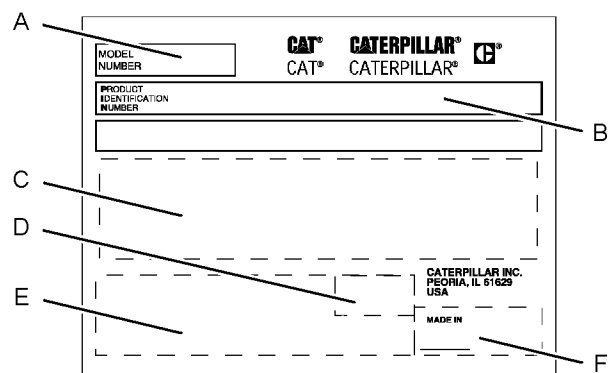 A
MODEL
NUMBER
CAT® CATERPILLAR® C®
CAT® CATERPILLAR®
PRODUCT
IDENTIFICATION
NUMBER
B
C
D
E
CATERPILLAR INC.
PEORIA, IL 61629
USA
MADE IN
F